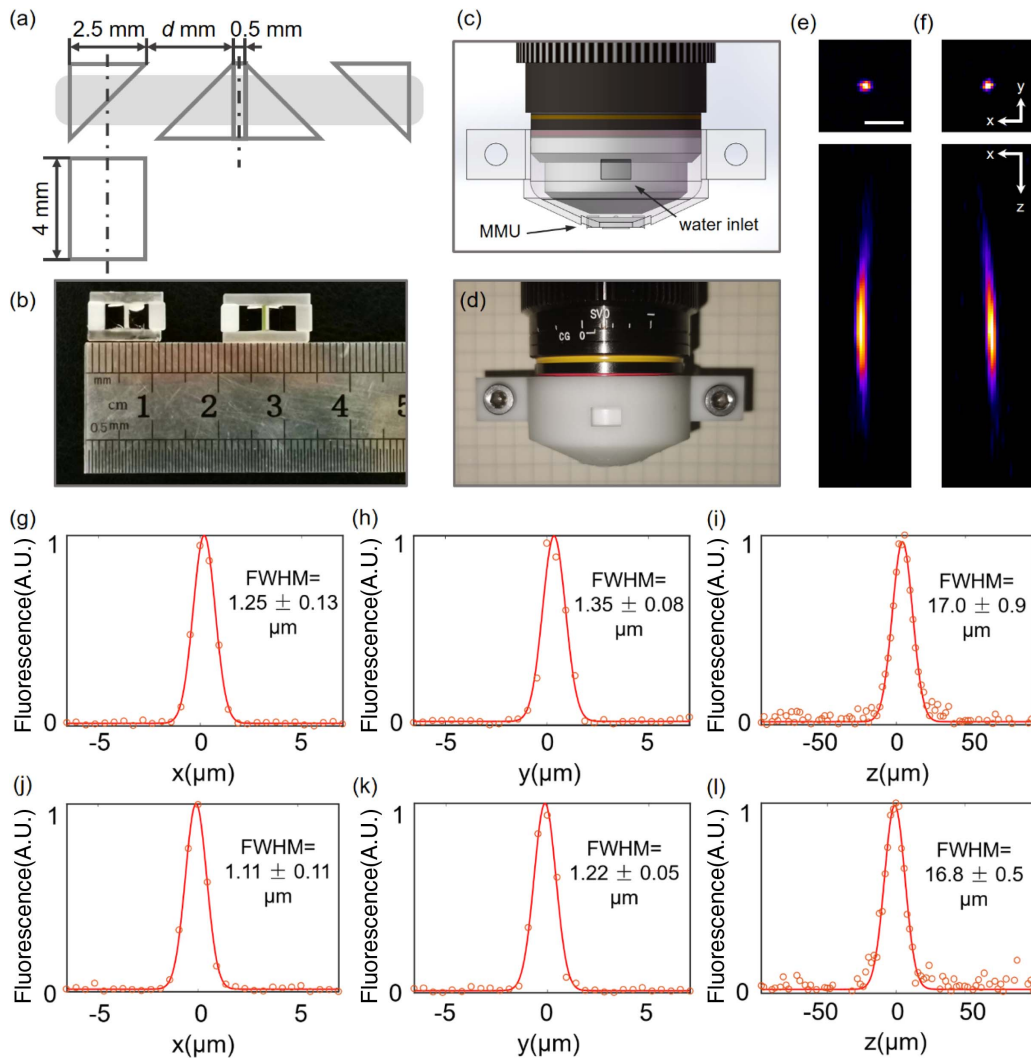 (a)
2.5 mm
d mm
0.5 mm
4 mm
(b)
mm
cm
0.5 mm
1 2 3 4 5
(c)
MMU
water inlet
(d)
SVD
CG 0
(e)
(f)
y
x
x
z
(g)
Fluorescence(A.U.)
1
0
FWHM=
1.25 ± 0.13
µm
-5 0 5
x(µm)
(h)
Fluorescence(A.U.)
1
0
FWHM=
1.35 ± 0.08
µm
-5 0 5
y(µm)
(i)
Fluorescence(A.U.)
1
0
FWHM=
17.0 ± 0.9
µm
-50 0 50
z(µm)
(j)
Fluorescence(A.U.)
1
0
FWHM=
1.11 ± 0.11
µm
-5 0 5
x(µm)
(k)
Fluorescence(A.U.)
1
0
FWHM=
1.22 ± 0.05
µm
-5 0 5
y(µm)
(l)
Fluorescence(A.U.)
1
0
FWHM=
16.8 ± 0.5
µm
-50 0 50
z(µm)